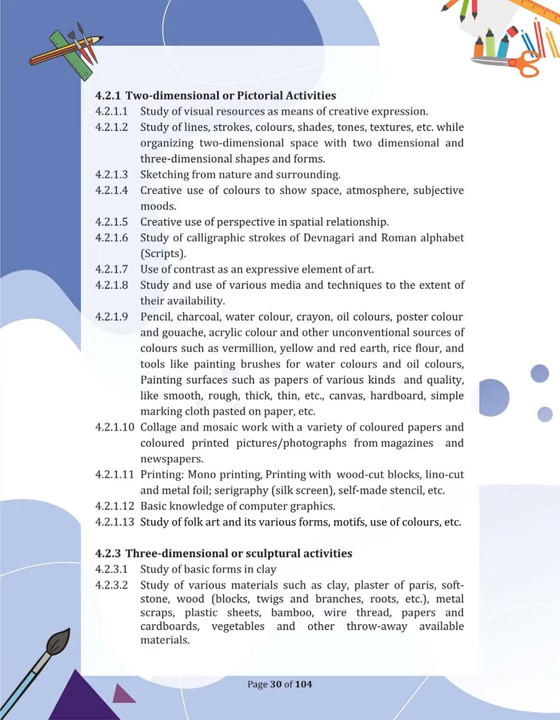 4.2.1 Two-dimensional or Pictorial Activities
4.2.1.1 Study of visual resources as means of creative expression.
4.2.1.2 Study of lines, strokes, colours, shades, tones, textures, etc. while
organizing two-dimensional space with two dimensional and
three-dimensional shapes and forms.
4.2.1.3 Sketching from nature and surrounding.
4.2.1.4 Creative use of colours to show space, atmosphere, subjective
moods.
4.2.1.5 Creative use of perspective in spatial relationship.
4.2.1.6 Study of calligraphic strokes of Devnagari and Roman alphabet
(Scripts).
4.2.1.7 Use of contrast as an expressive element of art.
4.2.1.8 Study and use of various media and techniques to the extent of
their availability.
4.2.1.9 Pencil, charcoal, water colour, crayon, oil colours, poster colour
and gouache, acrylic colour and other unconventional sources of
colours such as vermillion, yellow and red earth, rice flour, and
tools like painting brushes for water colours and oil colours,
Painting surfaces such as papers of various kinds and quality,
like smooth, rough, thick, thin, etc., canvas, hardboard, simple
marking cloth pasted on paper, etc.
4.2.1.10 Collage and mosaic work with a variety of coloured papers and
coloured printed pictures/photographs from magazines and
newspapers.
4.2.1.11 Printing: Mono printing, Printing with wood-cut blocks, lino-cut
and metal foil; serigraphy (silk screen), self-made stencil, etc.
4.2.1.12 Basic knowledge of computer graphics.
4.2.1.13 Study of folk art and its various forms, motifs, use of colours, etc.
4.2.3 Three-dimensional or sculptural activities
4.2.3.1 Study of basic forms in clay
4.2.3.2 Study of various materials such as clay, plaster of paris, soft-
stone, wood (blocks, twigs and branches, roots, etc.), metal
scraps, plastic sheets, bamboo, wire thread, papers and
cardboards, vegetables and other throw-away available
materials.
Page 30 of 104